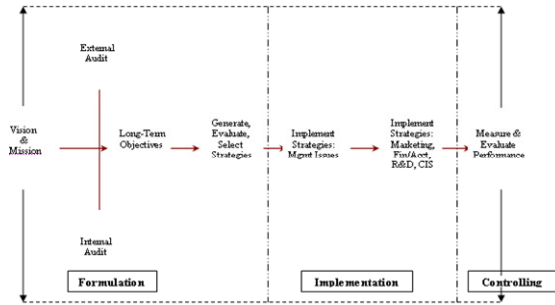 External
Audit
Vision
&
Mission
Long-Term
Objectives
Generate,
Evaluate,
Select
Strategies
Implement
Strategies:
Mgmt Issues
Implement
Strategies:
Marketing,
Fin/Acct,
R&D, CIS
Measure &
Evaluate
Performance
Internal
Audit
Formulation
Implementation
Controlling